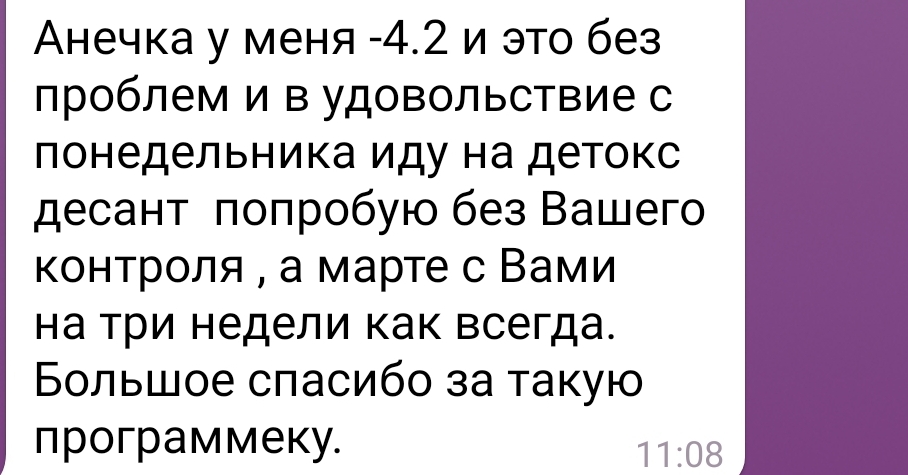 Анечка у меня -4.2 и это без
проблем и в удовольствие с
понедельника иду на детокс
десант  попробую без Вашего
контроля , а марте с Вами
на три недели как всегда.
Большое спасибо за такую
программеку.
11:08